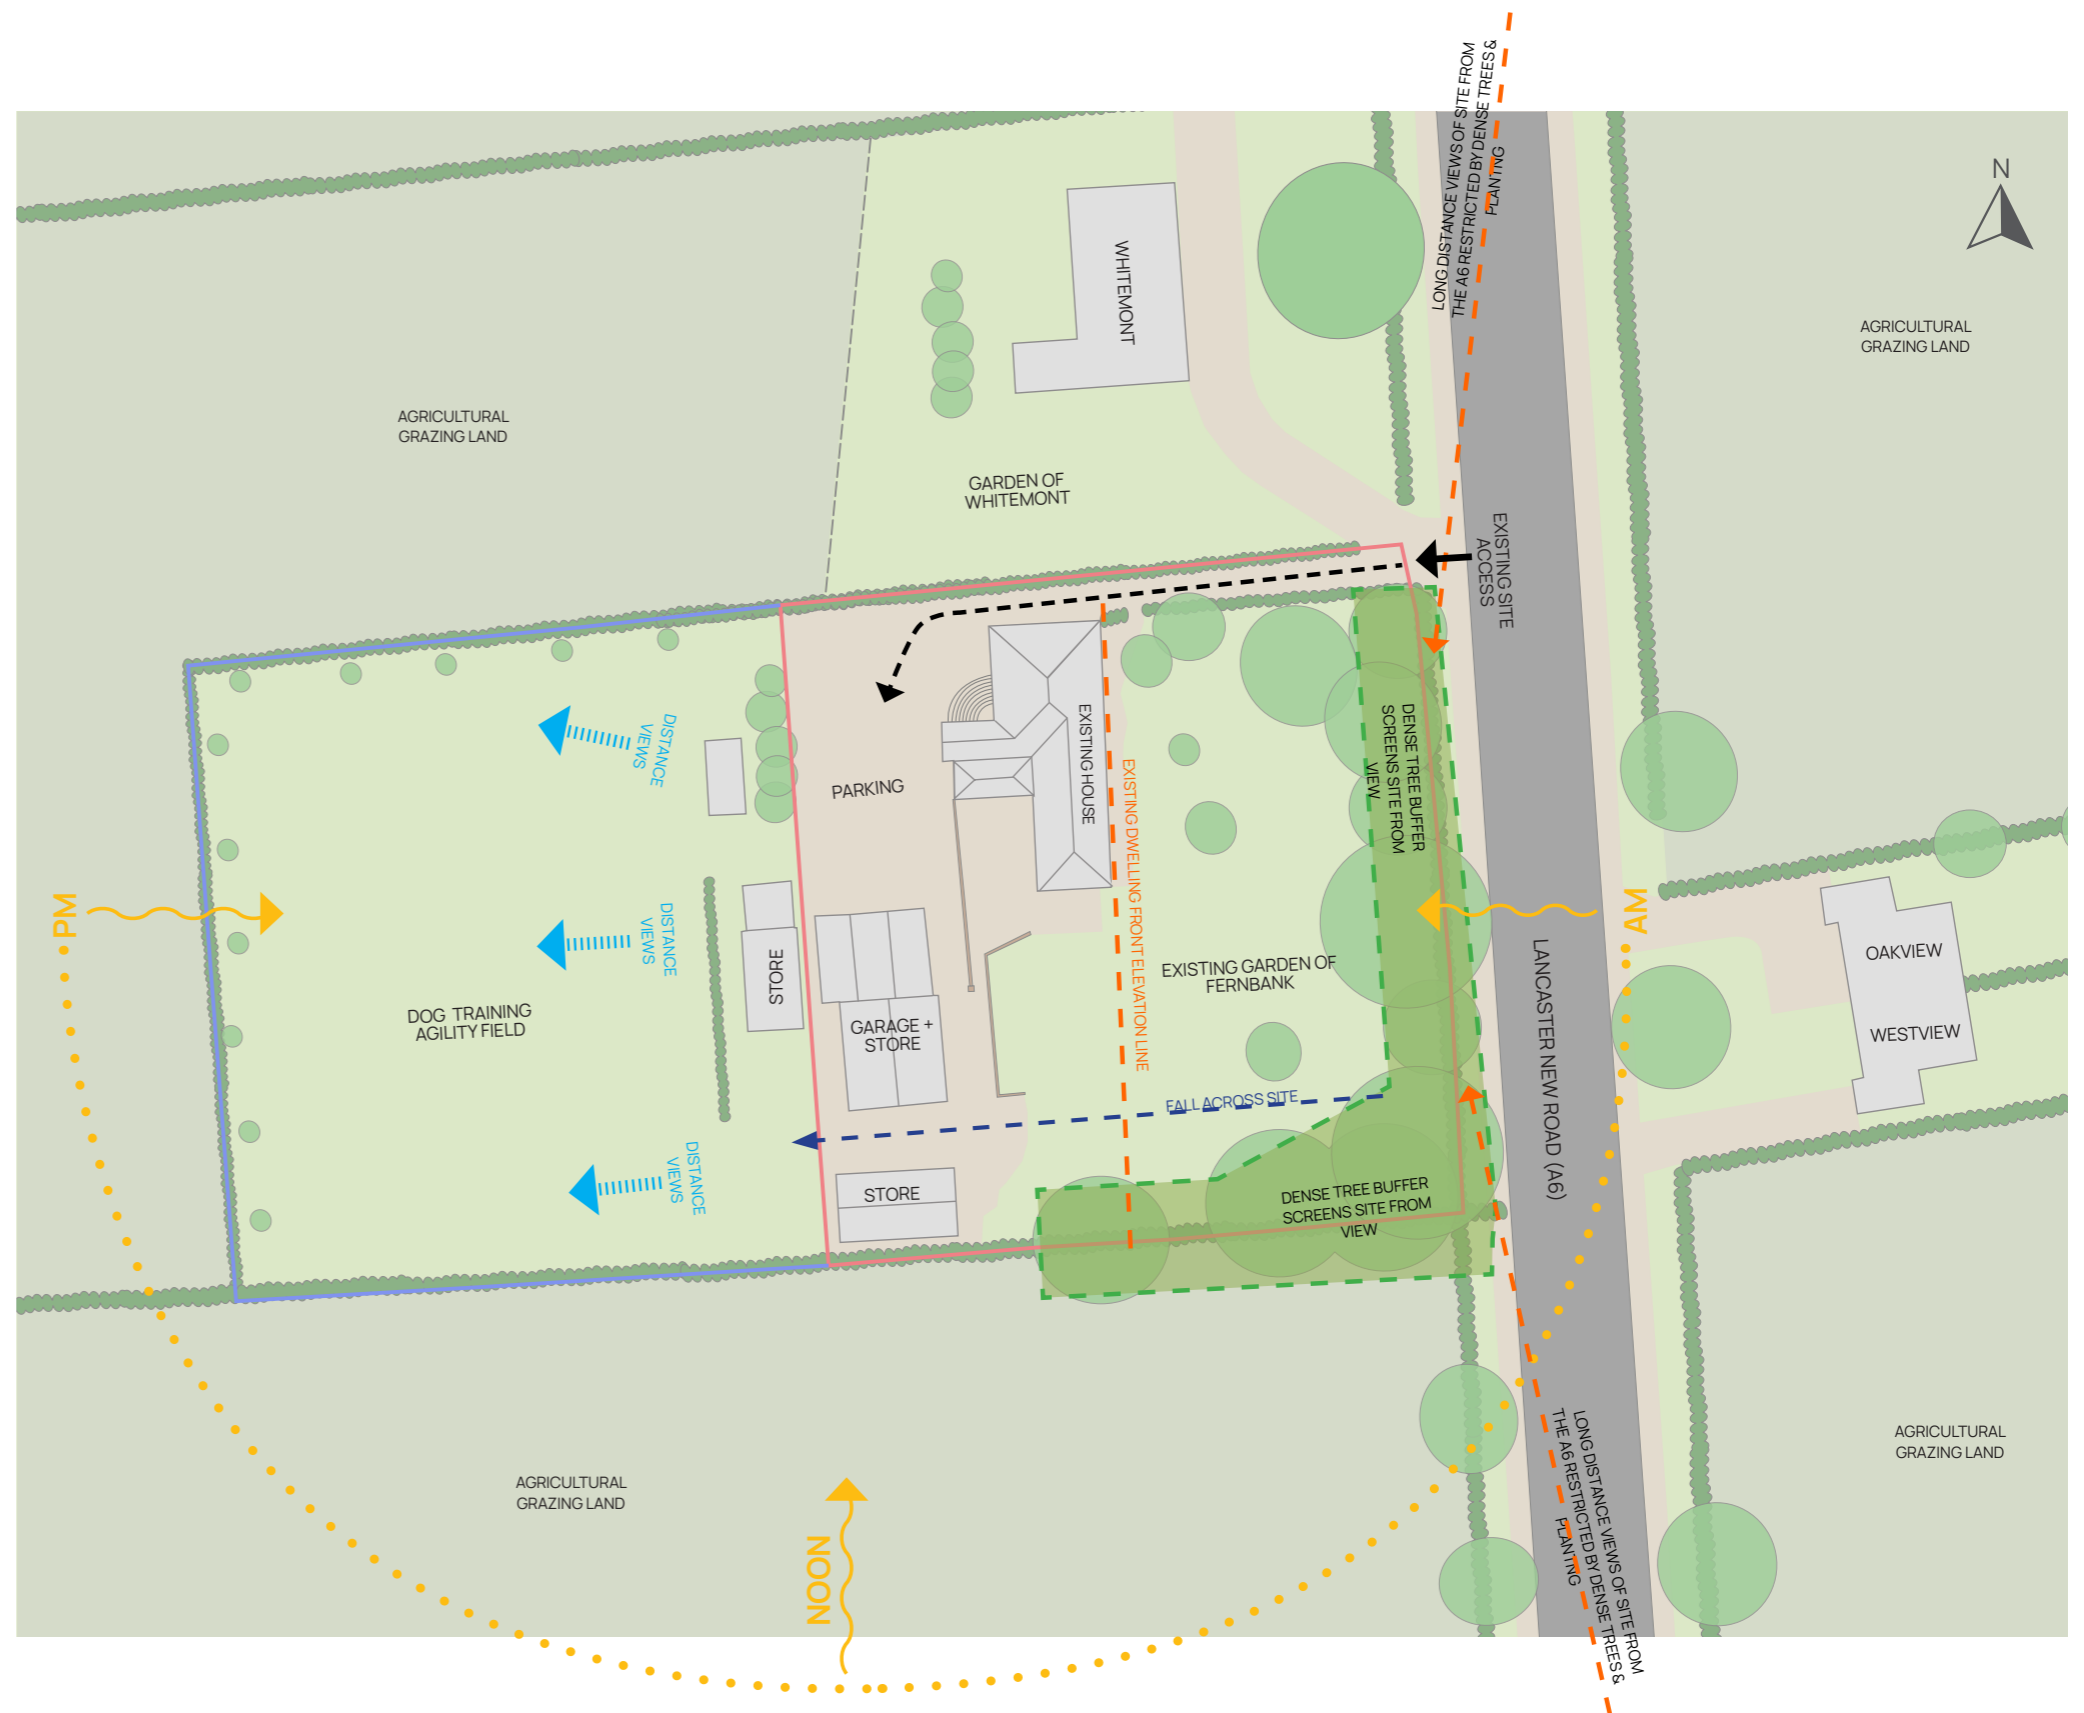 LONG DISTANCE VIEWS OF SITE FROM
THE A6 RESTRICTED BY DENSE TREES &
PLANTNG
N
WHITEMONT
AGRICULTURAL
GRAZING LAND
AGRICULTURAL
GRAZING LAND
GARDEN OF
WHITEMONT
EXISTING SITE
ACCESS
DISTANCE
VIEWS
PARKING
EXISTING HOUSE
EXISTING DWELLING FRONT ELEVATION LINE
DENSE TREE BUFFER
SCREENS SITE FROM
VIEW
PM
AM
DISTANCE
VIEWS
STORE
EXISTING GARDEN OF
FERNBANK
LANCASTER NEW ROAD (A6)
OAKVIEW
WESTVIEW
DOG TRAINING
AGILITY FIELD
GARAGE +
STORE
FALL ACROSS SITE
DISTANCE
VIEWS
STORE
DENSE TREE BUFFER
SCREENS SITE FROM
VIEW
AGRICULTURAL
GRAZING LAND
AGRICULTURAL
GRAZING LAND
NOON
LONG DISTANCE VIEWS OF SITE FROM
THE A6 RESTRICTED BY DENSE TREES &
PLANTNG